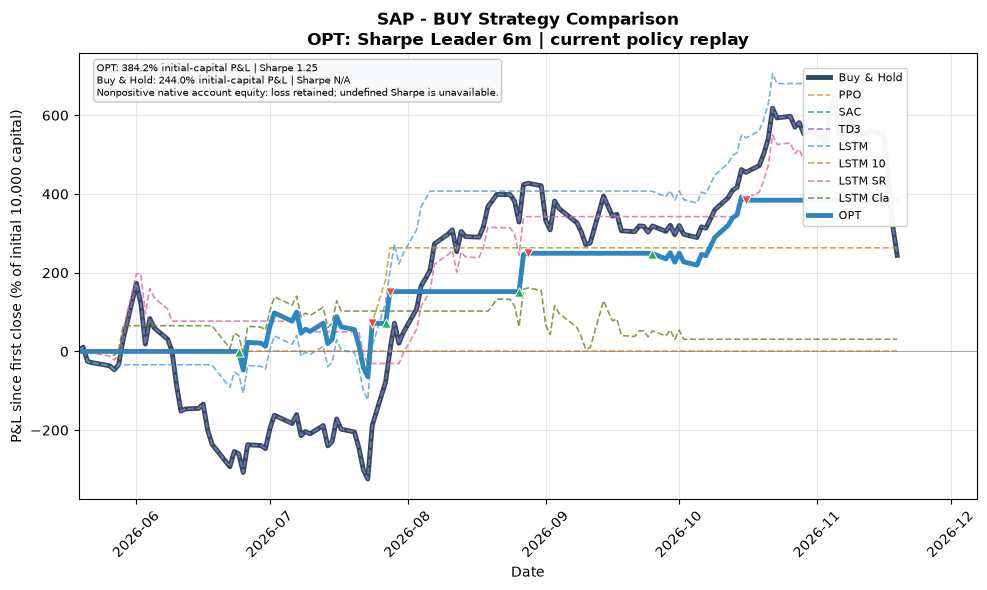 SAP - BUY Strategy Comparison
OPT: Sharpe Leader 6m | current policy replay
OPT: 384.2% initial-capital P&L | Sharpe 1.25
Buy & Hold: 244.0% initial-capital P&L | Sharpe N/A
Nonpositive native account equity: loss retained; undefined Sharpe is unavailable.
Buy & Hold
PPO
SAC
TD3
LSTM
LSTM 10
LSTM SR
LSTM Cla
OPT
P&L since first close (% of initial 10,000 capital)
600
400
200
0
−200
2026-06
2026-07
2026-08
2026-09
2026-10
2026-11
2026-12
Date